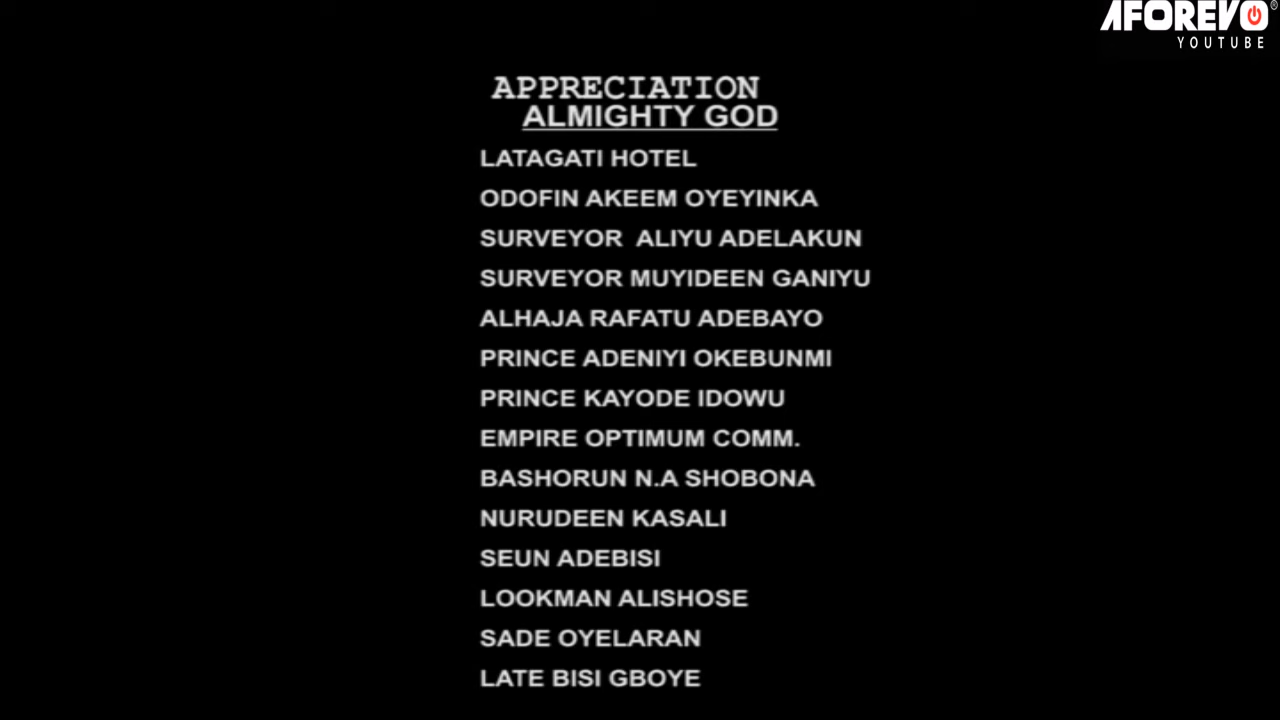 AFOREVO®
YOUTUBE
APPRECIATION
ALMIGHTY GOD
LATAGATI HOTEL
ODOFIN AKEEM OYEYINKA
SURVEYOR  ALIYU ADELAKUN
SURVEYOR MUYIDEEN GANIYU
ALHAJA RAFATU ADEBAYO
PRINCE ADENIYI OKEBUNMI
PRINCE KAYODE IDOWU
EMPIRE OPTIMUM COMM.
BASHORUN N.A SHOBONA
NURUDEEN KASALI
SEUN ADEBISI
LOOKMAN ALISHOSE
SADE OYELARAN
LATE BISI GBOYE